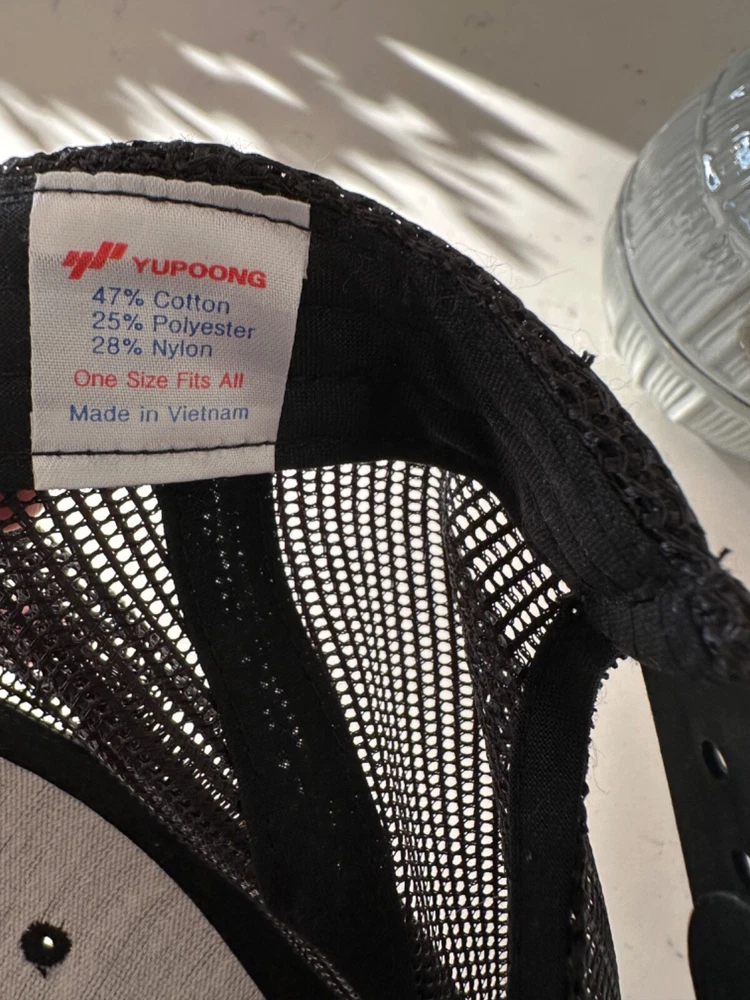 YUPOONG
47% Cotton
25% Polyester
28% Nylon
One Size Fits All
Made in Vietnam